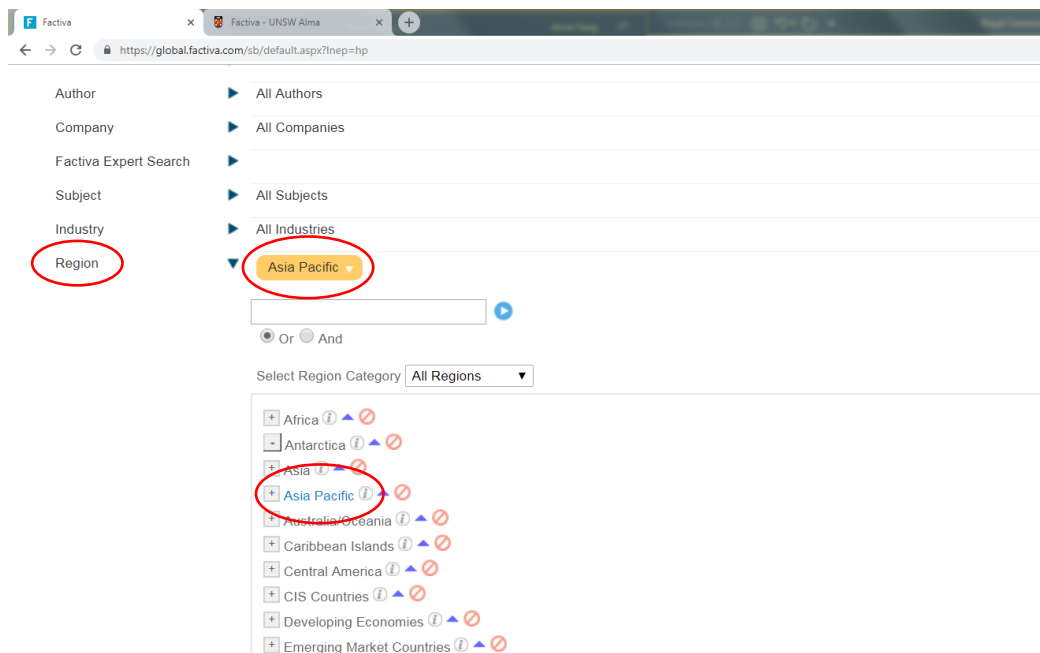 F Factiva × Factiva - UNSW Alma × +
https://global.factiva.com/sb/default.aspx?lnep=hp
Author All Authors
Company All Companies
Factiva Expert Search
Subject All Subjects
Industry All Industries
Region Asia Pacific
Or And
Select Region Category All Regions
+ Africa i
- Antarctica i
+ Asia i
+ Asia Pacific i
+ Australia/Oceania i
+ Caribbean Islands i
+ Central America i
+ CIS Countries i
+ Developing Economies i
+ Emerging Market Countries i